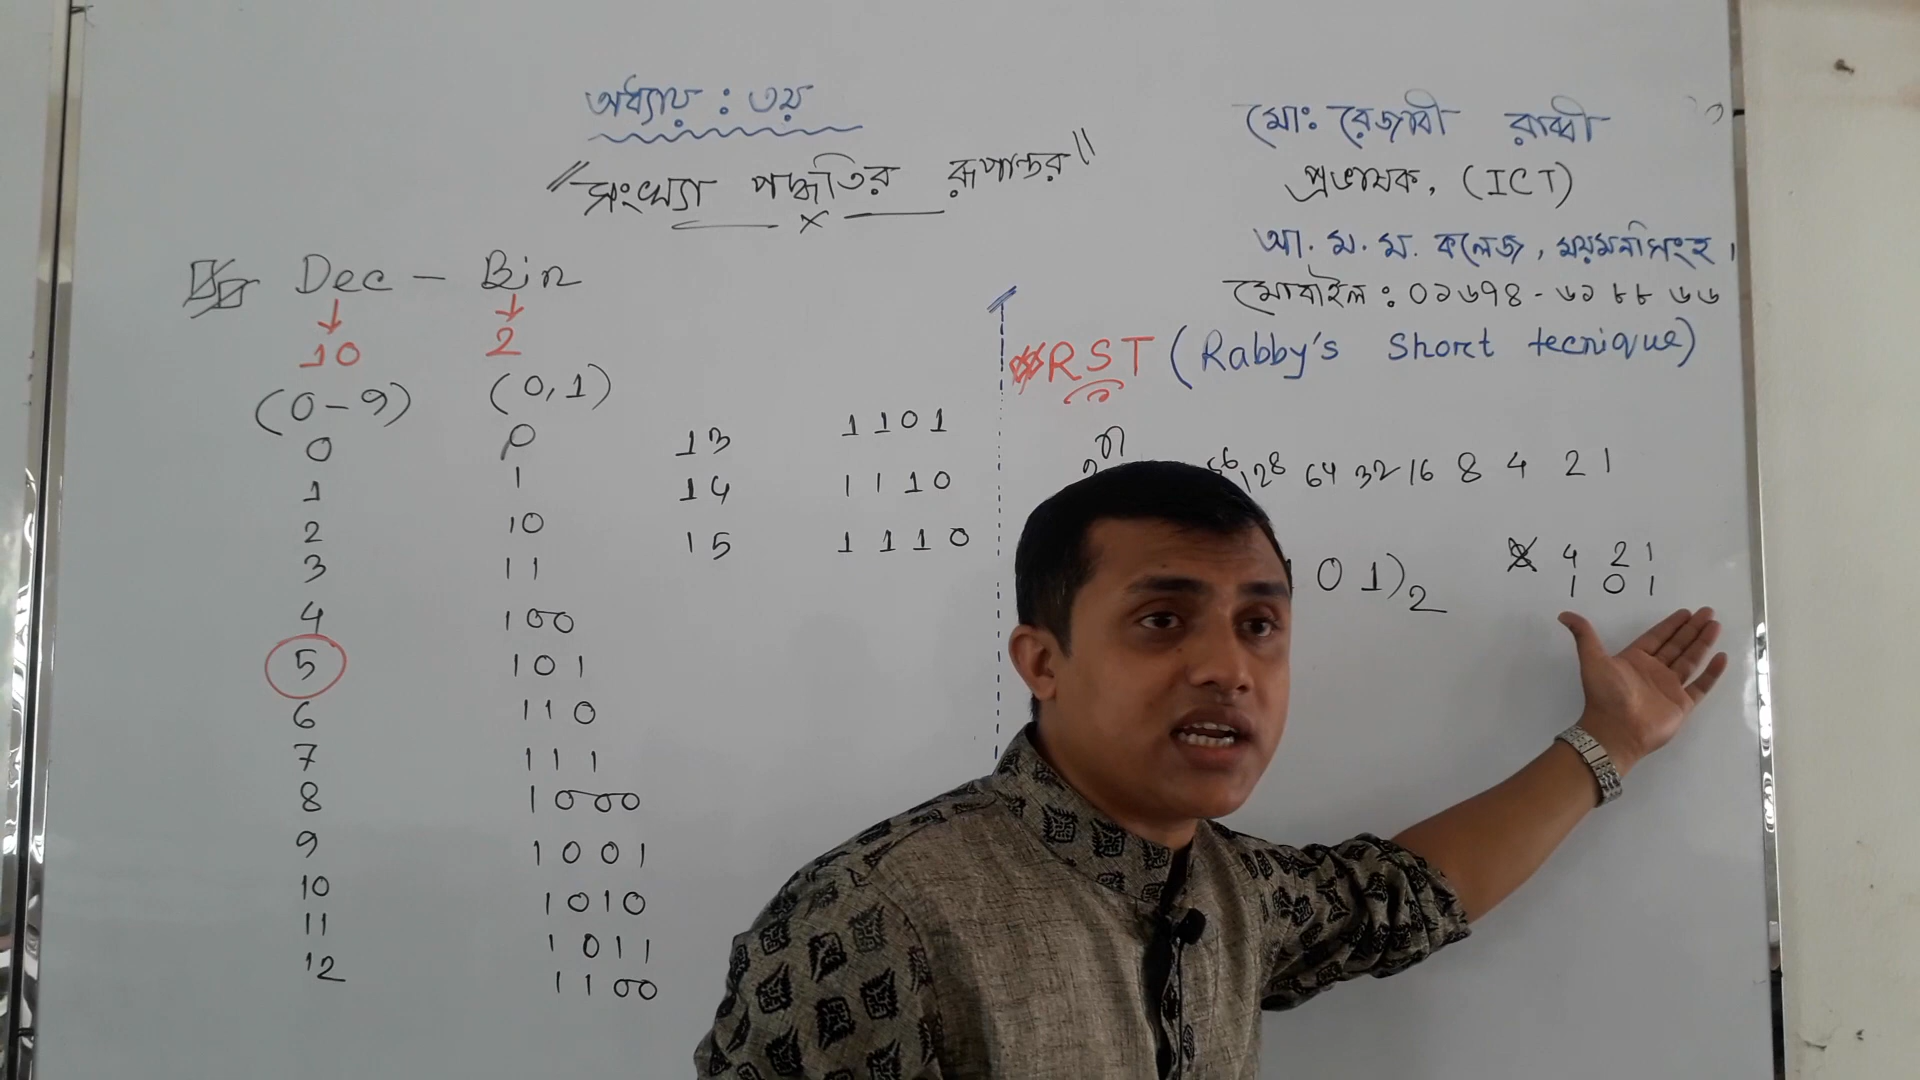 অধ্যায় : ৩য়
"সংখ্যা পদ্ধতির রূপান্তর"
মোঃ রেজাবী রাব্বী
প্রভাষক, (ICT)
আ. ম. ম. কলেজ, ময়মনসিংহ।
মোবাইল : ০১৬৭৪-৬১৮৮৬৬
Dec - Bin
10 2
(0-9) (0,1)
0 0
1 1
2 10
3 11
4 100
5 101
6 110
7 111
8 1000
9 1001
10 1010
11 1011
12 1100
13 1101
14 1110
15 1110
RST (Rabby's Short tecnique)
128 64 32 16 8 4 2 1
0 1)2
4 2 1
1 0 1